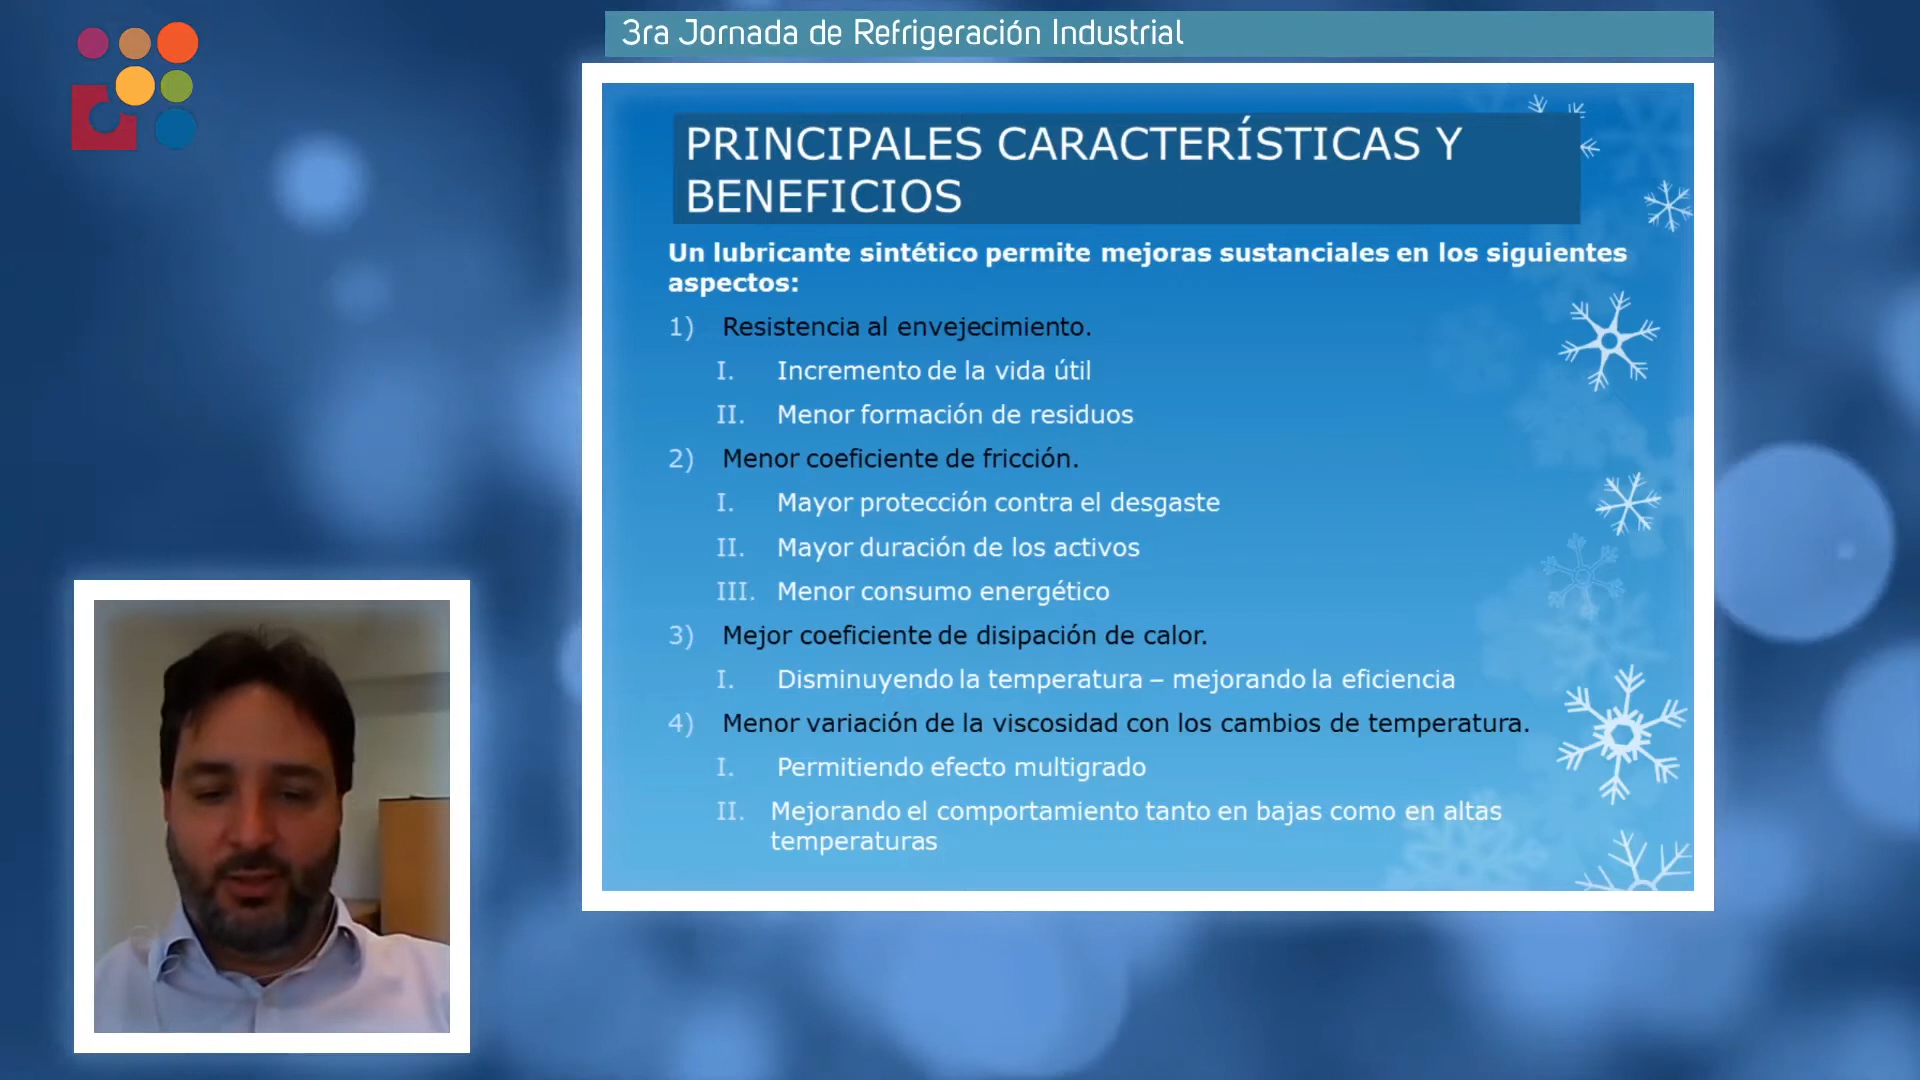 3ra Jornada de Refrigeración Industrial
PRINCIPALES CARACTERÍSTICAS Y
BENEFICIOS
Un lubricante sintético permite mejoras sustanciales en los siguientes
aspectos:
1) Resistencia al envejecimiento.
I. Incremento de la vida útil
II. Menor formación de residuos
2) Menor coeficiente de fricción.
I. Mayor protección contra el desgaste
II. Mayor duración de los activos
III. Menor consumo energético
3) Mejor coeficiente de disipación de calor.
I. Disminuyendo la temperatura – mejorando la eficiencia
4) Menor variación de la viscosidad con los cambios de temperatura.
I. Permitiendo efecto multigrado
II. Mejorando el comportamiento tanto en bajas como en altas
temperaturas